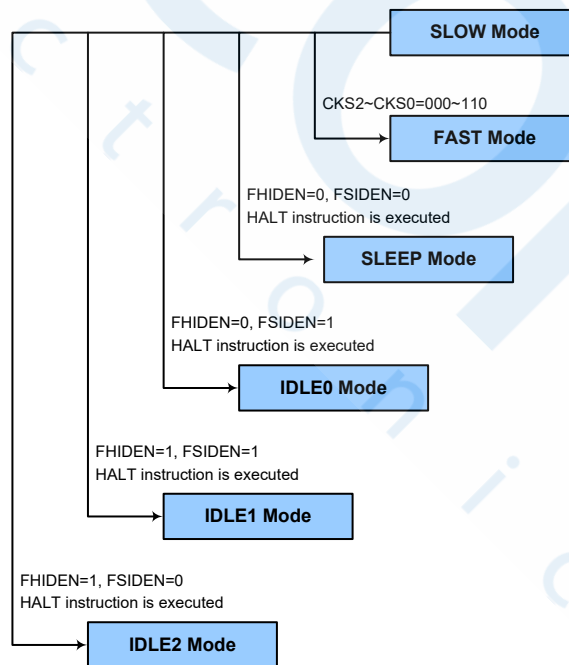 SLOW Mode
CKS2~CKS0=000~110
FAST Mode
FHIDEN=0, FSIDEN=0
HALT instruction is executed
SLEEP Mode
FHIDEN=0, FSIDEN=1
HALT instruction is executed
IDLE0 Mode
FHIDEN=1, FSIDEN=1
HALT instruction is executed
IDLE1 Mode
FHIDEN=1, FSIDEN=0
HALT instruction is executed
IDLE2 Mode
c t r o n i c